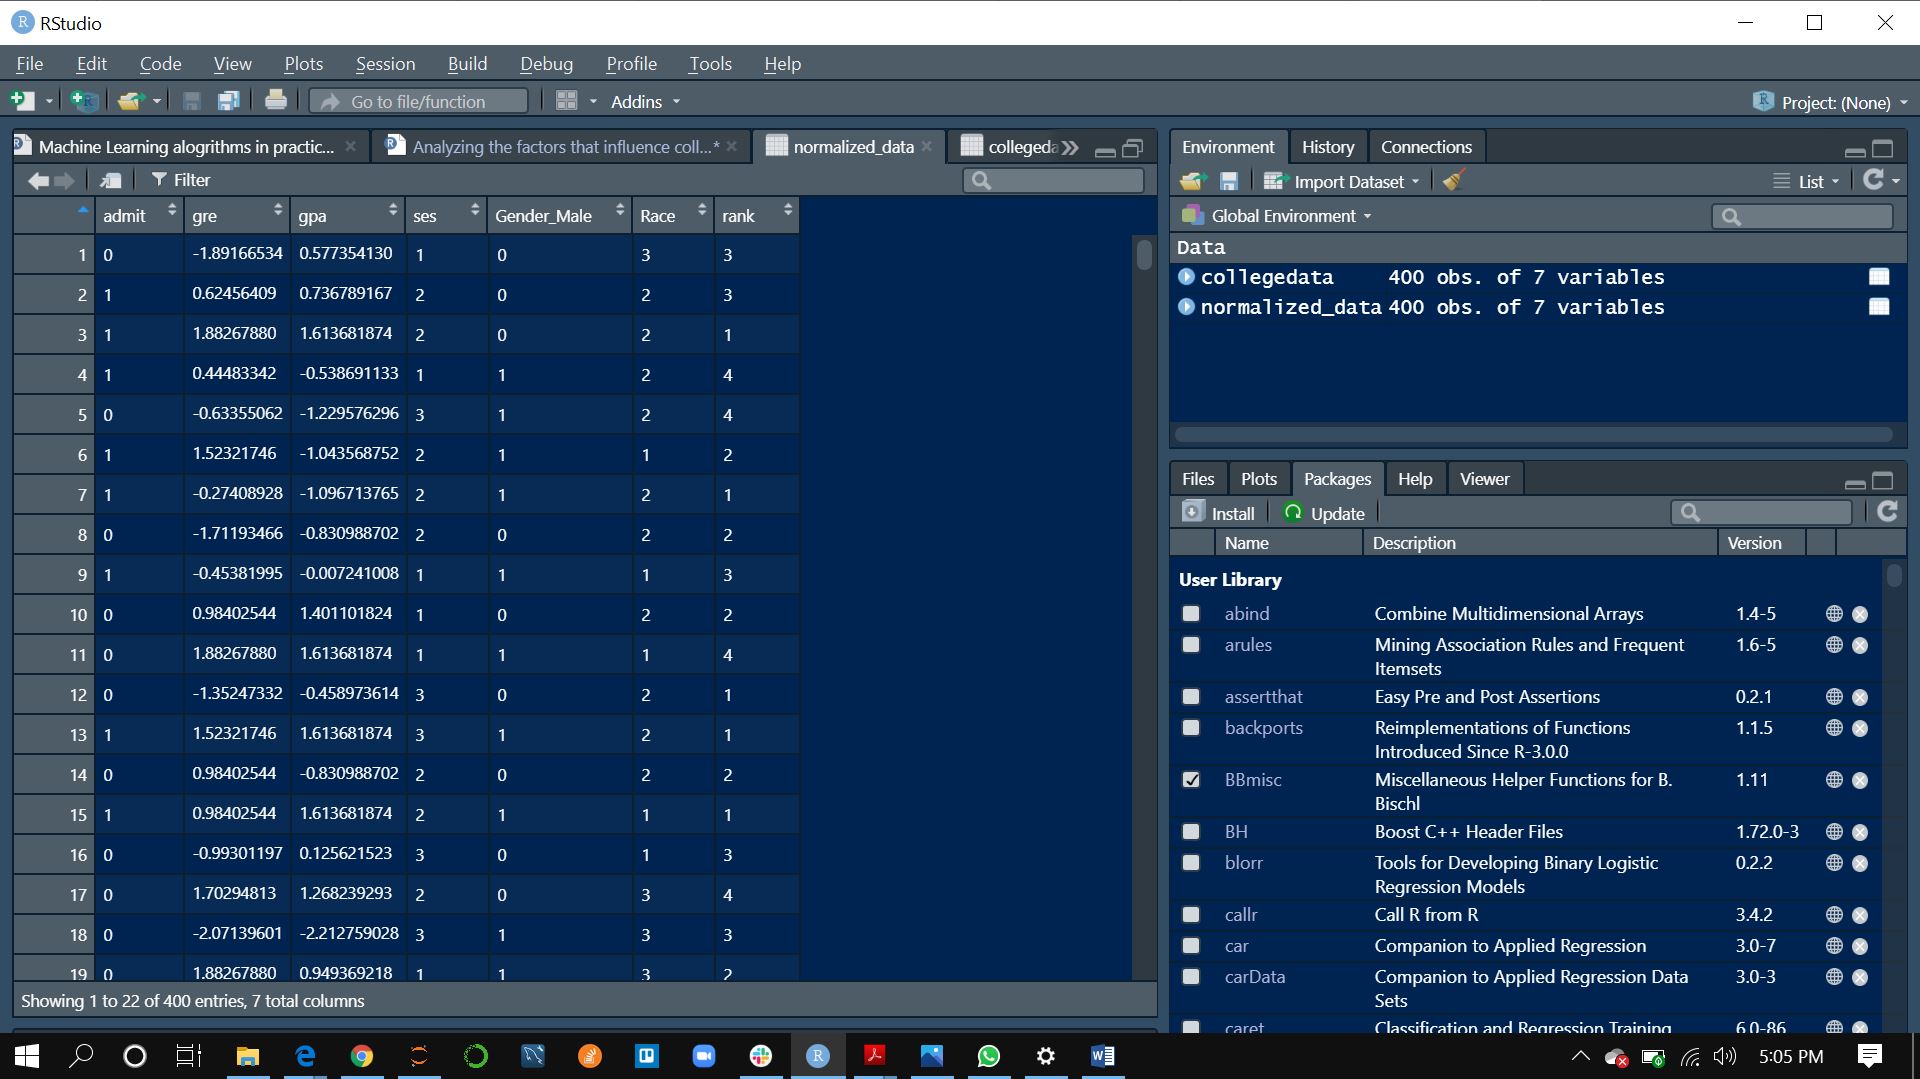 RStudio
File Edit Code View Plots Session Build Debug Profile Tools Help
Go to file/function Addins Project: (None)
Machine Learning alogrithms in practic... Analyzing the factors that influence coll...* normalized_data collegeda
Filter
admit gre gpa ses Gender_Male Race rank
1 0 -1.89166534 0.577354130 1 0 3 3
2 1 0.62456409 0.736789167 2 0 2 3
3 1 1.88267880 1.613681874 2 0 2 1
4 1 0.44483342 -0.538691133 1 1 2 4
5 0 -0.63355062 -1.229576296 3 1 2 4
6 1 1.52321746 -1.043568752 2 1 1 2
7 1 -0.27408928 -1.096713765 2 1 2 1
8 0 -1.71193466 -0.830988702 2 0 2 2
9 1 -0.45381995 -0.007241008 1 1 1 3
10 0 0.98402544 1.401101824 1 0 2 2
11 0 1.88267880 1.613681874 1 1 1 4
12 0 -1.35247332 -0.458973614 3 0 2 1
13 1 1.52321746 1.613681874 3 1 2 1
14 0 0.98402544 -0.830988702 2 0 2 2
15 1 0.98402544 1.613681874 2 1 1 1
16 0 -0.99301197 0.125621523 3 0 1 3
17 0 1.70294813 1.268239293 2 0 3 4
18 0 -2.07139601 -2.212759028 3 1 3 3
19 0 1.88267880 0.949369218 1 1 3 2
Showing 1 to 22 of 400 entries, 7 total columns
Environment History Connections
Import Dataset List
Global Environment
Data
collegedata 400 obs. of 7 variables
normalized_data 400 obs. of 7 variables
Files Plots Packages Help Viewer
Install Update
Name Description Version
User Library
abind Combine Multidimensional Arrays 1.4-5
arules Mining Association Rules and Frequent 1.6-5
Itemsets
assertthat Easy Pre and Post Assertions 0.2.1
backports Reimplementations of Functions 1.1.5
Introduced Since R-3.0.0
BBmisc Miscellaneous Helper Functions for B. 1.11
Bischl
BH Boost C++ Header Files 1.72.0-3
blorr Tools for Developing Binary Logistic 0.2.2
Regression Models
callr Call R from R 3.4.2
car Companion to Applied Regression 3.0-7
carData Companion to Applied Regression Data 3.0-3
Sets
caret Classification and Regression Training 6.0-86
5:05 PM